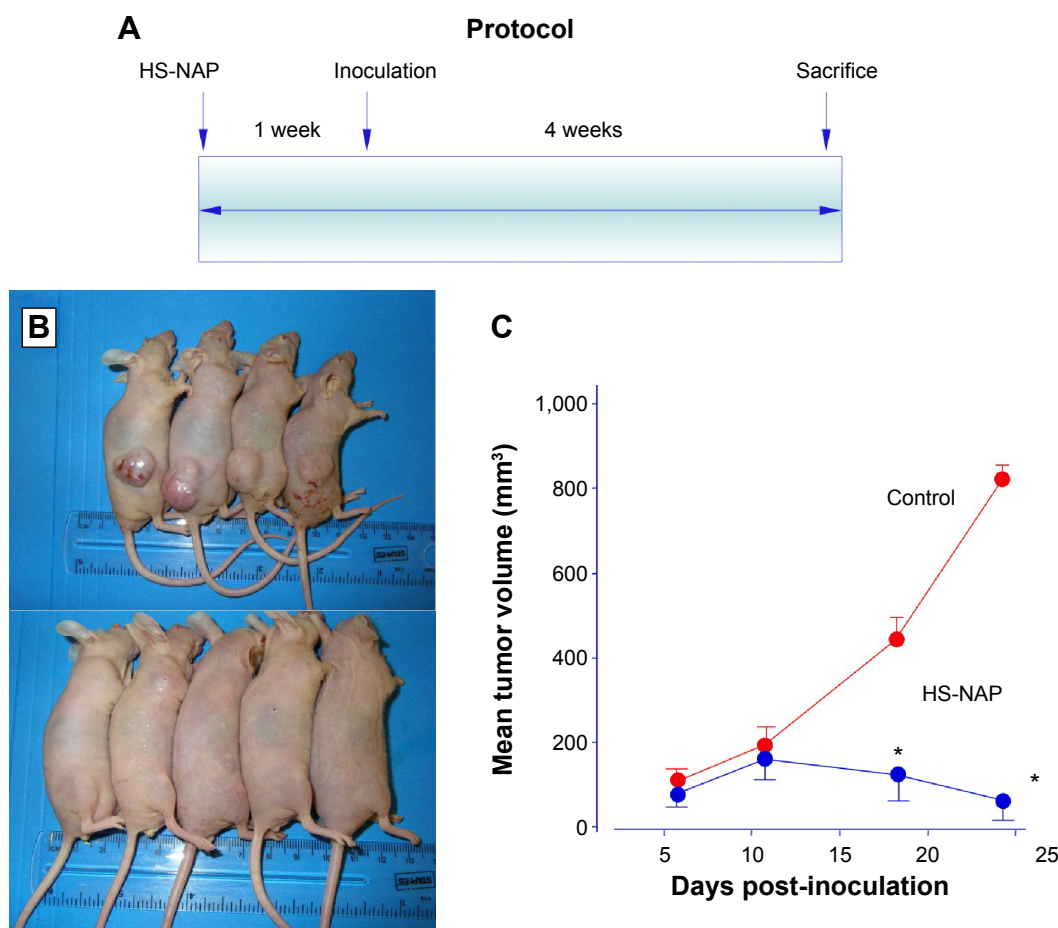 A
Protocol
HS-NAP Inoculation Sacrifice
1 week 4 weeks
B
C
Mean tumor volume (mm³)
1,000
800
600
400
200
0
Control
HS-NAP
*
*
5 10 15 20 25
Days post-inoculation
STAPLES